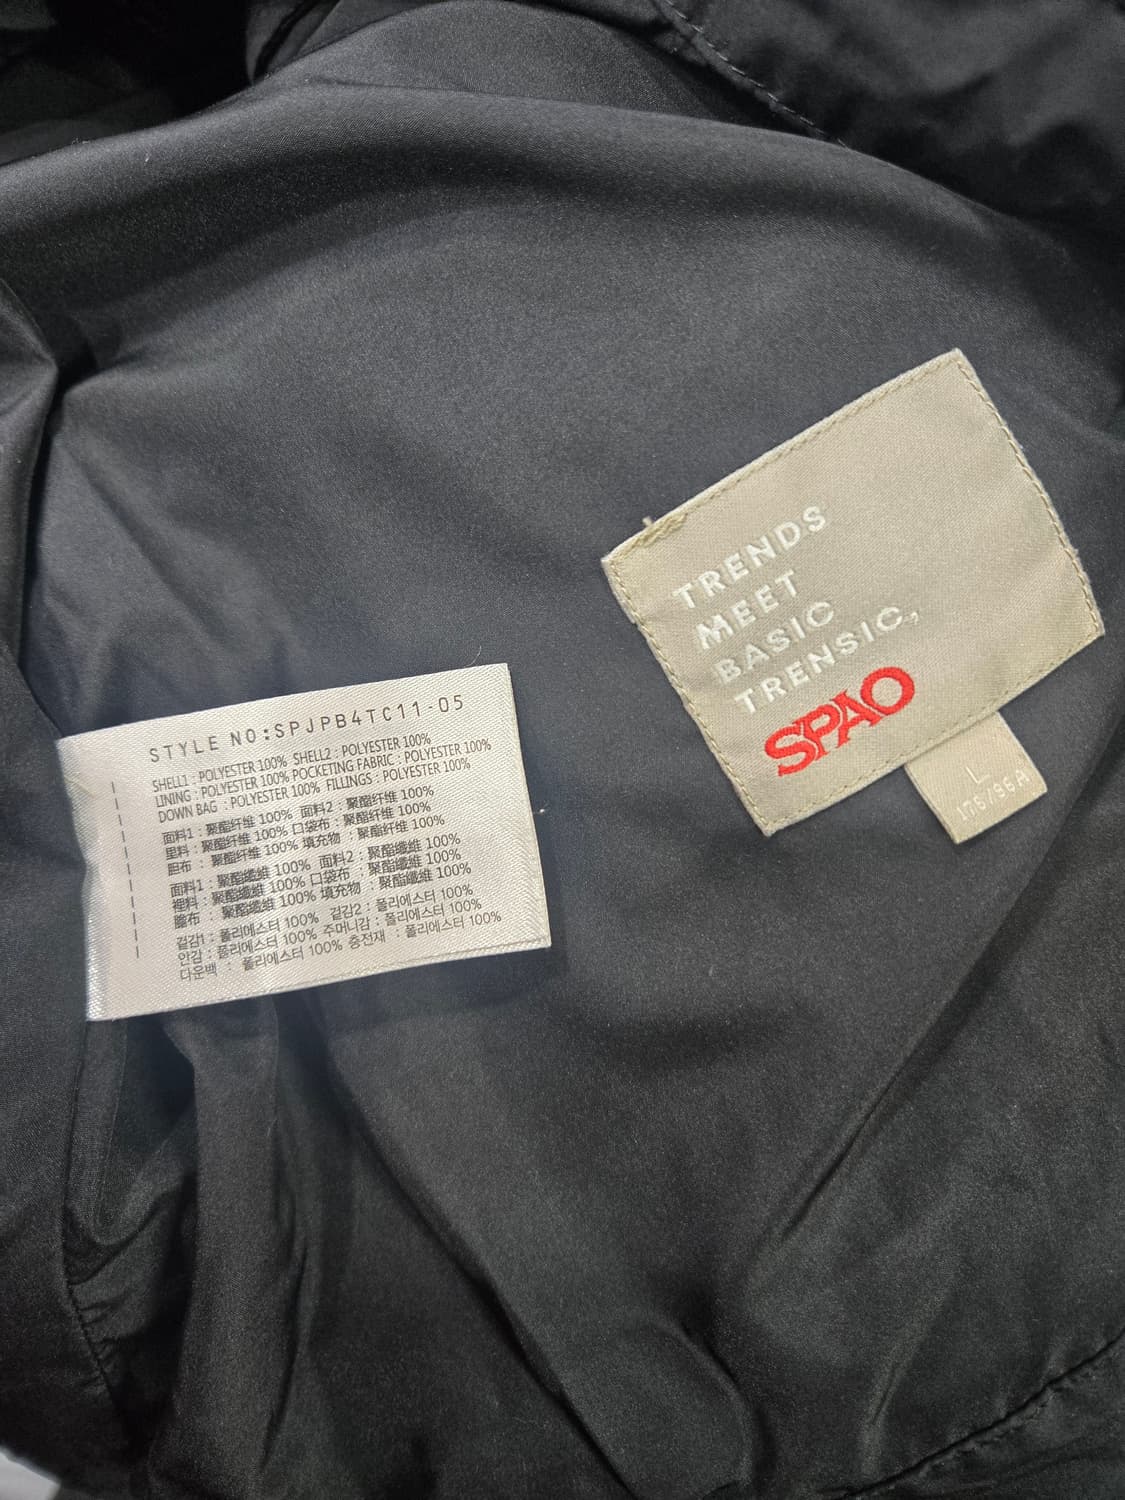 STYLE NO:SPJPB4TC11-05
SHELL1 : POLYESTER 100% SHELL2 : POLYESTER 100%
LINING : POLYESTER 100% POCKETING FABRIC : POLYESTER 100%
DOWN BAG : POLYESTER 100% FILLINGS : POLYESTER 100%
面料1 : 聚酯纤维 100% 面料2 : 聚酯纤维 100%
里料 : 聚酯纤维 100% 口袋布 : 聚酯纤维 100%
胆布 : 聚酯纤维 100% 填充物 : 聚酯纤维 100%
面料1 : 聚酯纖維 100% 面料2 : 聚酯纖維 100%
裡料 : 聚酯纖維 100% 口袋布 : 聚酯纖維 100%
膽布 : 聚酯纖維 100% 填充物 : 聚酯纖維 100%
겉감1 : 폴리에스터 100% 겉감2 : 폴리에스터 100%
안감 : 폴리에스터 100% 주머니감 : 폴리에스터 100%
다운백 : 폴리에스터 100% 충전재 : 폴리에스터 100%
TRENDS
MEET
BASIC
TRENSIC,
SPAO
L
176/96A